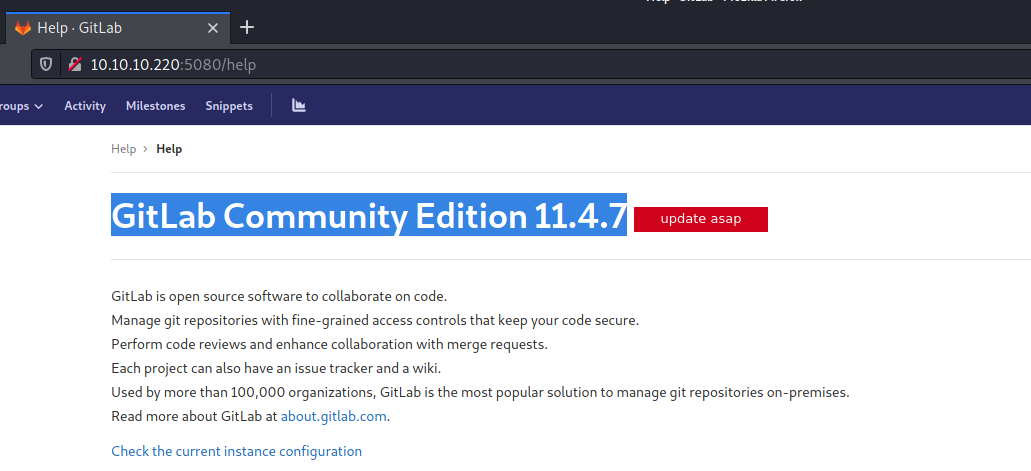 Help · GitLab
10.10.10.220:5080/help
roups
Activity
Milestones
Snippets
Help › Help
GitLab Community Edition 11.4.7 update asap
GitLab is open source software to collaborate on code.
Manage git repositories with fine-grained access controls that keep your code secure.
Perform code reviews and enhance collaboration with merge requests.
Each project can also have an issue tracker and a wiki.
Used by more than 100,000 organizations, GitLab is the most popular solution to manage git repositories on-premises.
Read more about GitLab at about.gitlab.com.
Check the current instance configuration